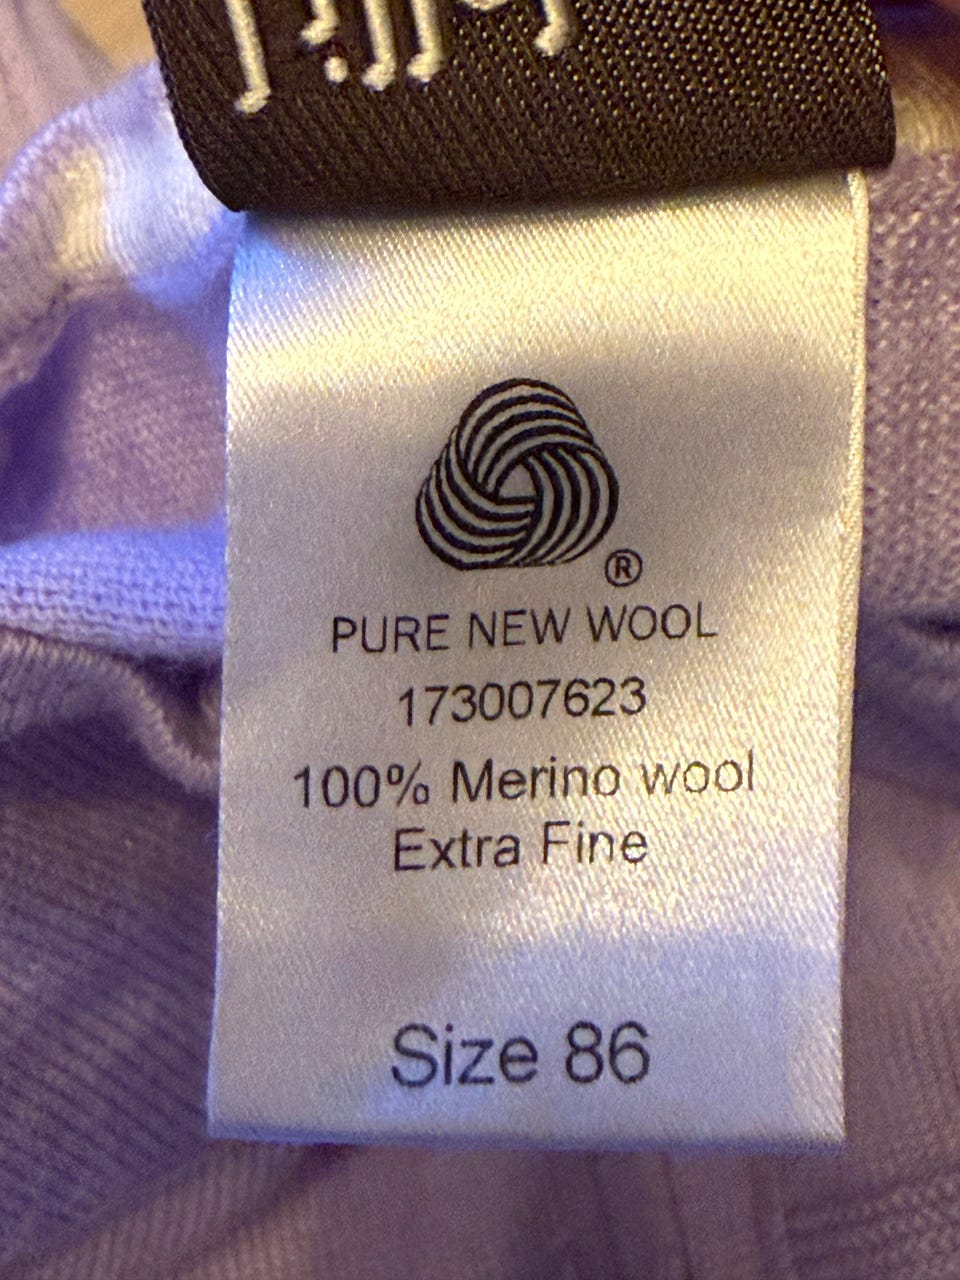 ®
PURE NEW WOOL
173007623
100% Merino wool
Extra Fine
Size 86